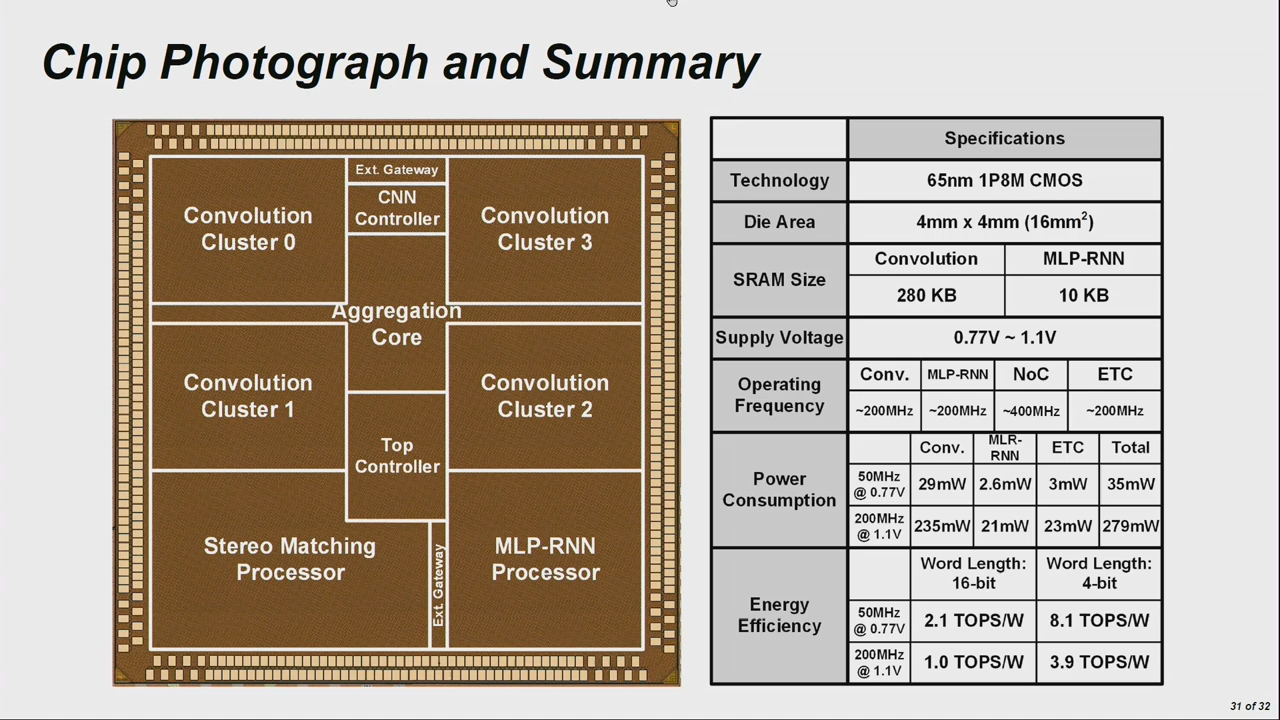 Chip Photograph and Summary
Ext. Gateway
CNN
Controller
Convolution
Cluster 0
Convolution
Cluster 3
Aggregation
Core
Convolution
Cluster 1
Convolution
Cluster 2
Top
Controller
Stereo Matching
Processor
Ext. Gateway
MLP-RNN
Processor
Specifications
Technology 65nm 1P8M CMOS
Die Area 4mm x 4mm (16mm²)
SRAM Size
Convolution MLP-RNN
280 KB 10 KB
Supply Voltage 0.77V ~ 1.1V
Operating
Frequency
Conv. MLP-RNN NoC ETC
~200MHz ~200MHz ~400MHz ~200MHz
Power
Consumption
Conv. MLR-
RNN ETC Total
50MHz
@ 0.77V 29mW 2.6mW 3mW 35mW
200MHz
@ 1.1V 235mW 21mW 23mW 279mW
Energy
Efficiency
Word Length:
16-bit
Word Length:
4-bit
50MHz
@ 0.77V 2.1 TOPS/W 8.1 TOPS/W
200MHz
@ 1.1V 1.0 TOPS/W 3.9 TOPS/W
31 of 32